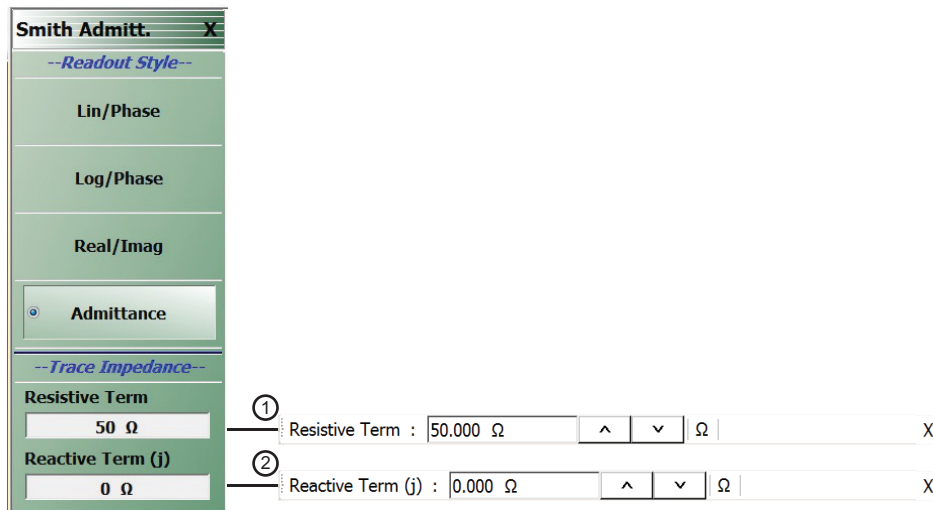 Smith Admitt. X
--Readout Style--
Lin/Phase
Log/Phase
Real/Imag
Admittance
--Trace Impedance--
Resistive Term
50 Ω
1
Resistive Term : 50.000 Ω ^ v Ω X
Reactive Term (j)
0 Ω
2
Reactive Term (j) : 0.000 Ω ^ v Ω X